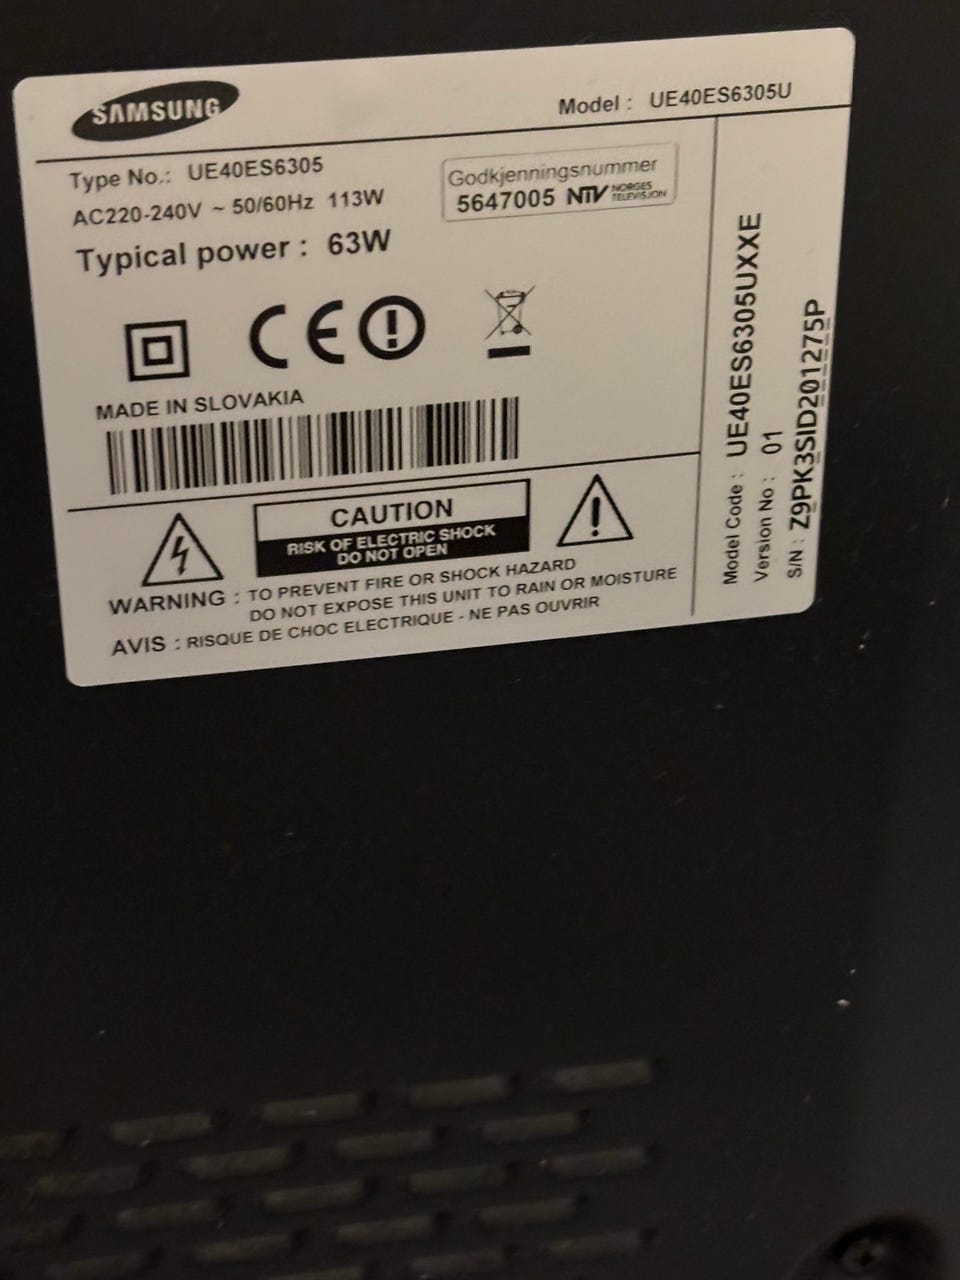 SAMSUNG
Model : UE40ES6305U
Type No.: UE40ES6305
AC220-240V ~ 50/60Hz 113W
Typical power : 63W
Godkjenningsnummer
5647005 NTV NORGES TELEVISJON
CE
MADE IN SLOVAKIA
CAUTION
RISK OF ELECTRIC SHOCK
DO NOT OPEN
WARNING : TO PREVENT FIRE OR SHOCK HAZARD
DO NOT EXPOSE THIS UNIT TO RAIN OR MOISTURE
AVIS : RISQUE DE CHOC ELECTRIQUE - NE PAS OUVRIR
Model Code : UE40ES6305UXXE
Version No : 01
S/N : Z9PK3SID201275P